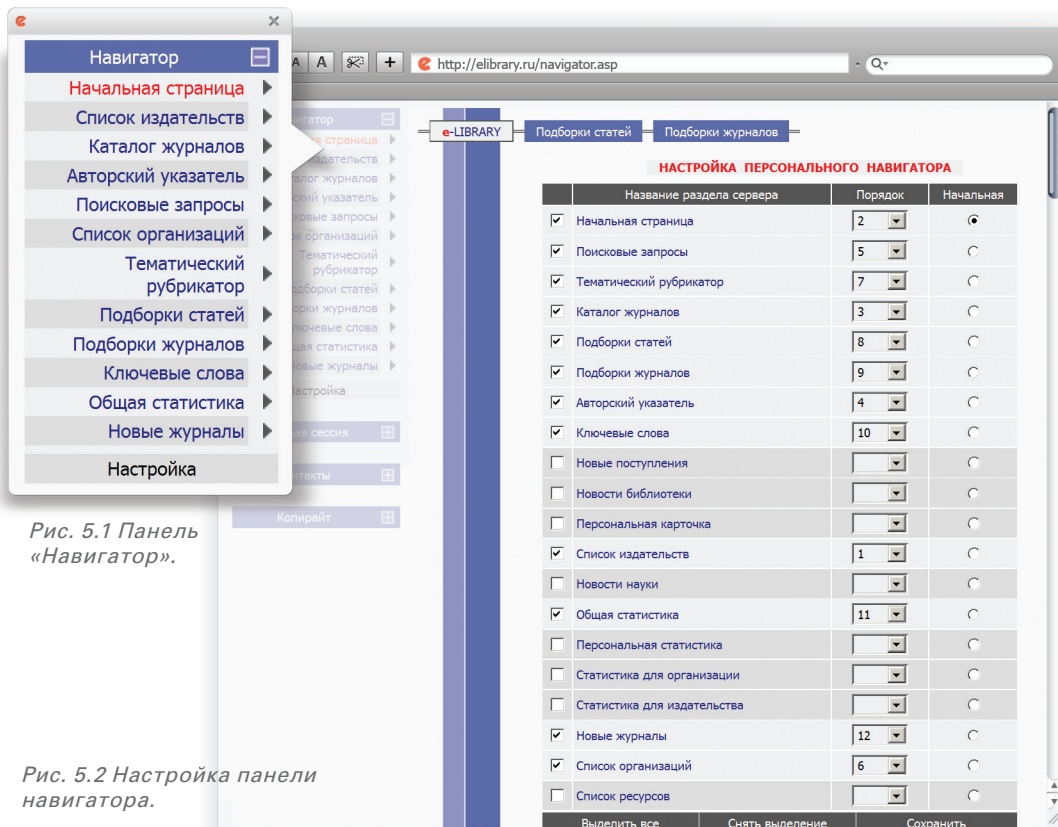 Навигатор
Начальная страница
Список издательств
Каталог журналов
Авторский указатель
Поисковые запросы
Список организаций
Тематический
рубрикатор
Подборки статей
Подборки журналов
Ключевые слова
Общая статистика
Новые журналы
Настройка
Рис. 5.1 Панель
«Навигатор».
A A + http://elibrary.ru/navigator.asp
e-LIBRARY Подборки статей Подборки журналов
НАСТРОЙКА ПЕРСОНАЛЬНОГО НАВИГАТОРА
Название раздела сервера Порядок Начальная
Начальная страница 2
Поисковые запросы 5
Тематический рубрикатор 7
Каталог журналов 3
Подборки статей 8
Подборки журналов 9
Авторский указатель 4
Ключевые слова 10
Новые поступления
Новости библиотеки
Персональная карточка
Список издательств 1
Новости науки
Общая статистика 11
Персональная статистика
Статистика для организации
Статистика для издательства
Новые журналы 12
Список организаций 6
Список ресурсов
Выделить все Снять выделение Сохранить
Тематический
рубрикатор
Копирайт
Рис. 5.2 Настройка панели
навигатора.